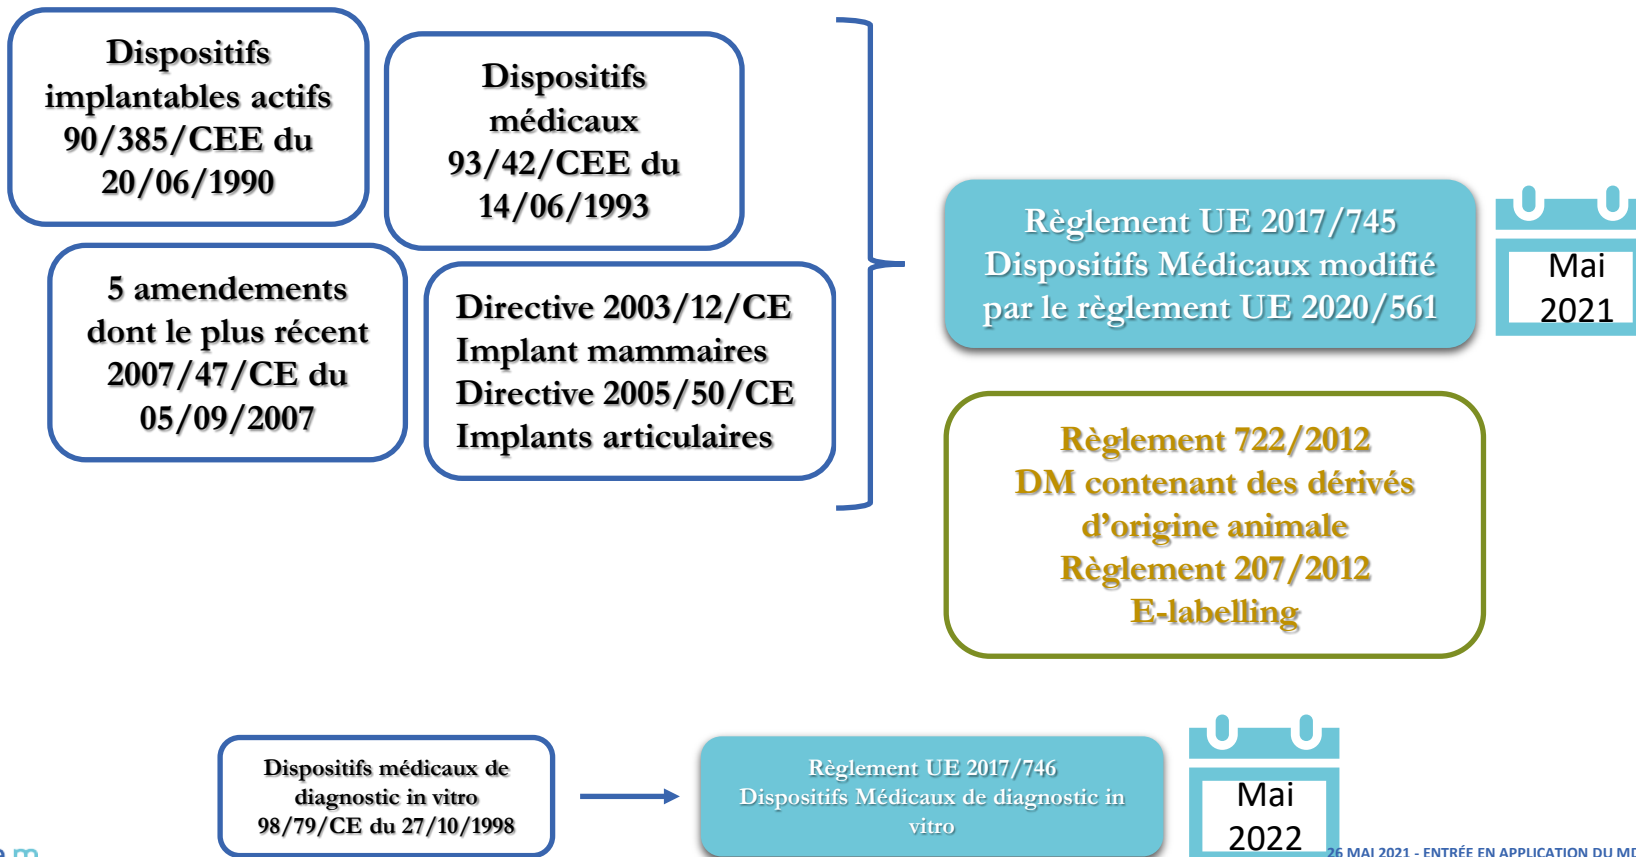 Dispositifs
implantables actifs
90/385/CEE du
20/06/1990
Dispositifs
médicaux
93/42/CEE du
14/06/1993
5 amendements
dont le plus récent
2007/47/CE du
05/09/2007
Directive 2003/12/CE
Implant mammaires
Directive 2005/50/CE
Implants articulaires
Règlement UE 2017/745
Dispositifs Médicaux modifié
par le règlement UE 2020/561
Mai
2021
Règlement 722/2012
DM contenant des dérivés
d’origine animale
Règlement 207/2012
E-labelling
Dispositifs médicaux de
diagnostic in vitro
98/79/CE du 27/10/1998
Règlement UE 2017/746
Dispositifs Médicaux de diagnostic in
vitro
Mai
2022
26 MAI 2021 - ENTRÉE EN APPLICATION DU MD